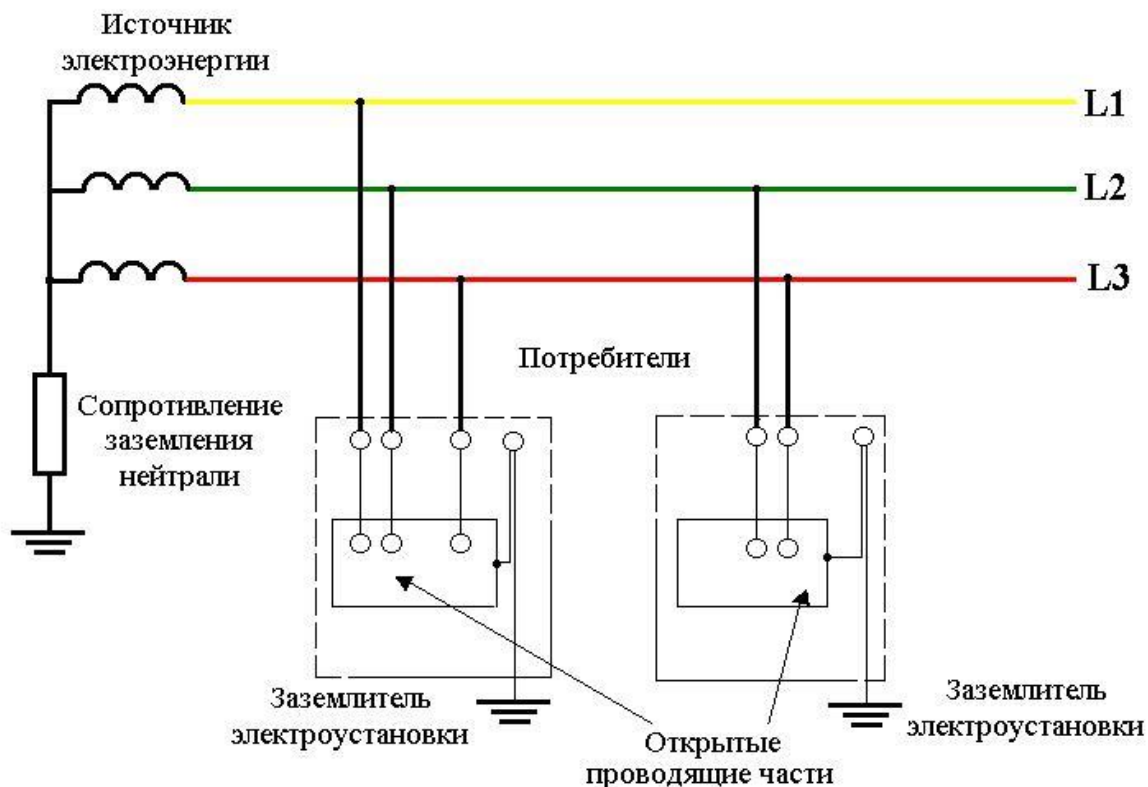 Источник
электроэнергии
L1
L2
L3
Потребители
Сопротивление
заземления
нейтрали
Заземлитель
электроустановки
Открытые
проводящие части
Заземлитель
электроустановки